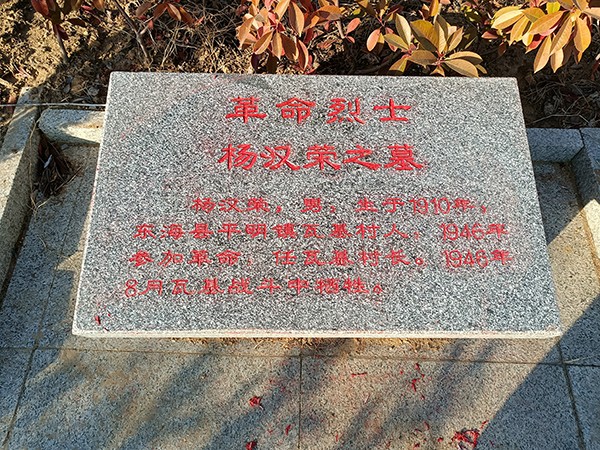 革命烈士
杨汉荣之墓
杨汉荣，男，生于1910年，
东海县平明镇瓦基村人，1945年
参加革命，任瓦基村长。1946年
8月瓦基战斗中牺牲。